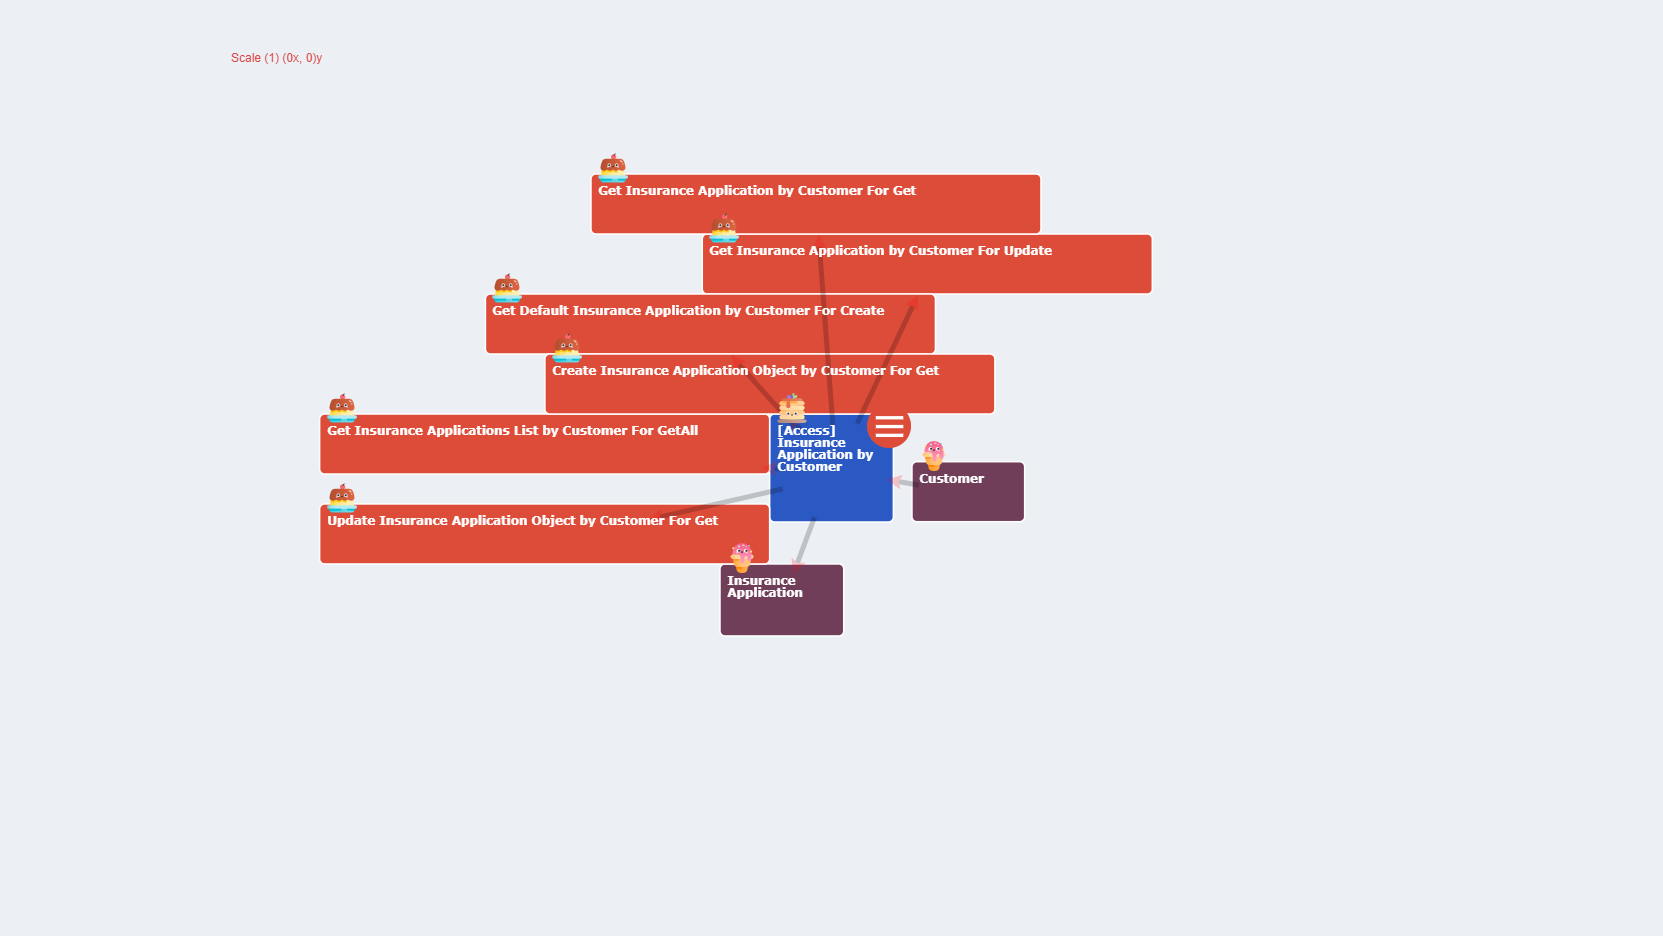 Scale (1) (0x, 0)y
Get Insurance Application by Customer For Get
Get Insurance Application by Customer For Update
Get Default Insurance Application by Customer For Create
Create Insurance Application Object by Customer For Get
Get Insurance Applications List by Customer For GetAll
[Access]
Insurance
Application by
Customer
Customer
Update Insurance Application Object by Customer For Get
Insurance
Application